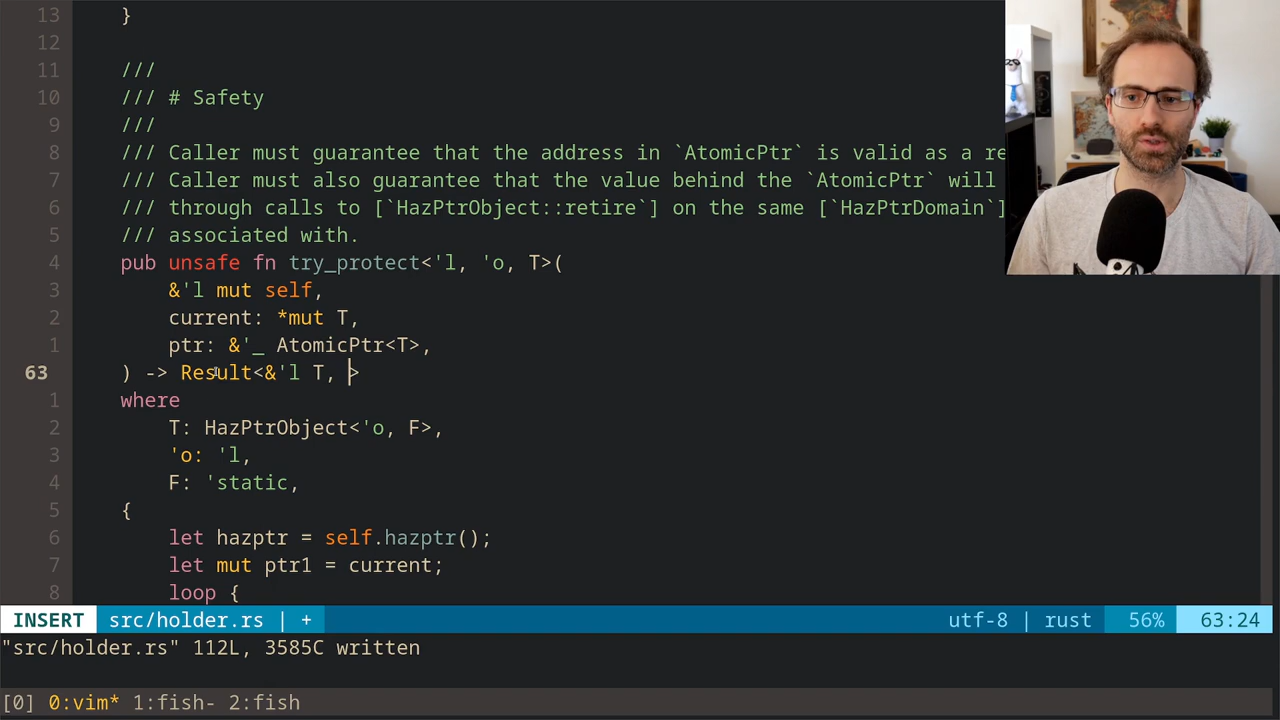 13 }
12
11 ///
10 /// # Safety
9 ///
8 /// Caller must guarantee that the address in `AtomicPtr` is valid as a re
7 /// Caller must also guarantee that the value behind the `AtomicPtr` will
6 /// through calls to [`HazPtrObject::retire`] on the same [`HazPtrDomain`]
5 /// associated with.
4 pub unsafe fn try_protect<'l, 'o, T>(
3 &'l mut self,
2 current: *mut T,
1 ptr: &'_ AtomicPtr<T>,
63 ) -> Result<&'l T, >
1 where
2 T: HazPtrObject<'o, F>,
3 'o: 'l,
4 F: 'static,
5 {
6 let hazptr = self.hazptr();
7 let mut ptr1 = current;
8 loop {
INSERT src/holder.rs | + utf-8 | rust 56% 63:24
"src/holder.rs" 112L, 3585C written
[0] 0:vim* 1:fish- 2:fish